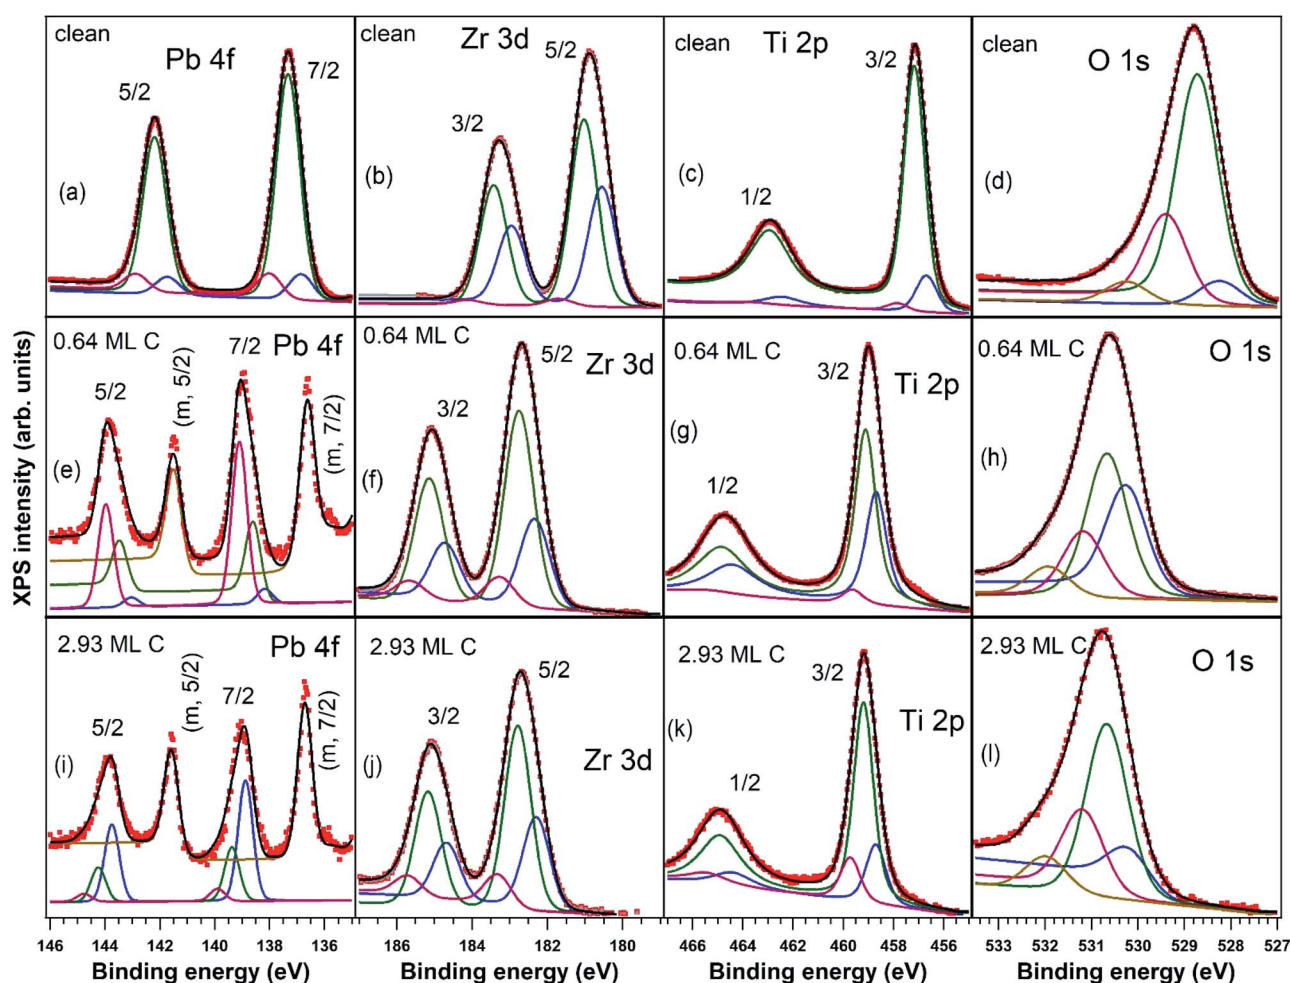 clean
Pb 4f
5/2
7/2
(a)
clean
Zr 3d
3/2
5/2
(b)
clean
Ti 2p
1/2
3/2
(c)
clean
O 1s
(d)
0.64 ML C
Pb 4f
5/2
(m, 5/2)
7/2
(m, 7/2)
(e)
0.64 ML C
Zr 3d
3/2
5/2
(f)
0.64 ML C
Ti 2p
1/2
3/2
(g)
0.64 ML C
O 1s
(h)
2.93 ML C
Pb 4f
5/2
(m, 5/2)
7/2
(m, 7/2)
(i)
2.93 ML C
Zr 3d
3/2
5/2
(j)
2.93 ML C
Ti 2p
1/2
3/2
(k)
2.93 ML C
O 1s
(l)
XPS intensity (arb. units)
146 144 142 140 138 136
186 184 182 180
466 464 462 460 458 456
533 532 531 530 529 528 527
Binding energy (eV)
Binding energy (eV)
Binding energy (eV)
Binding energy (eV)